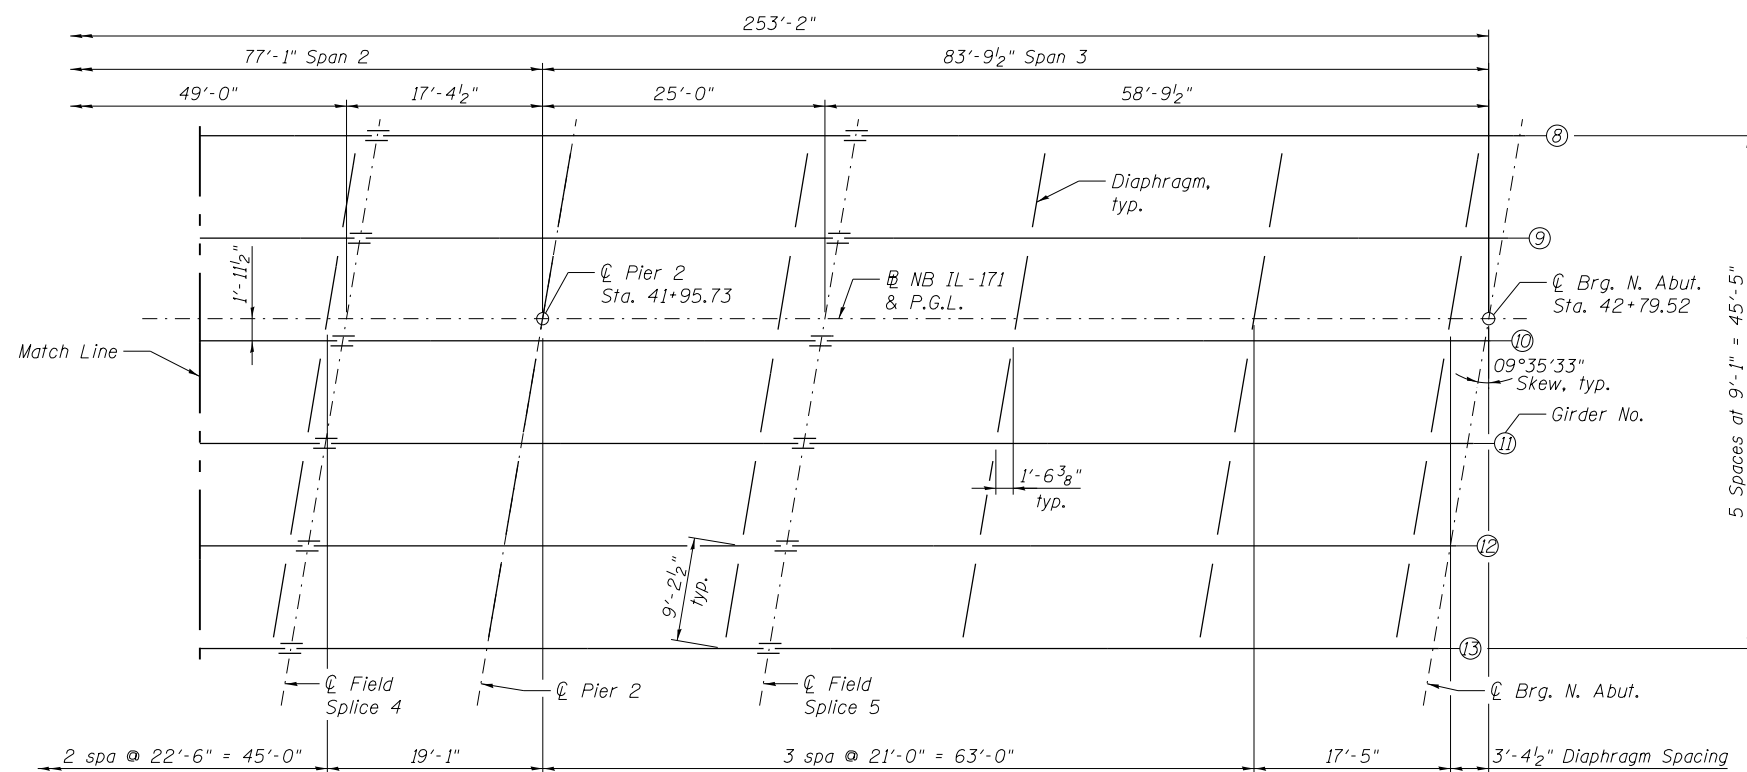 253'-2"
77'-1" Span 2
83'-9½" Span 3
49'-0"
17'-4½"
25'-0"
58'-9½"
8
Diaphragm,
typ.
9
1'-11½"
℄ Pier 2
Sta. 41+95.73
℄ NB IL-171
& P.G.L.
℄ Brg. N. Abut.
Sta. 42+79.52
5 Spaces at 9'-1" = 45'-5"
Match Line
10
09°35'33"
Skew, typ.
Girder No.
11
1'-6⅜"
typ.
12
9'-2½"
typ.
13
℄ Field
Splice 4
℄ Pier 2
℄ Field
Splice 5
℄ Brg. N. Abut.
2 spa @ 22'-6" = 45'-0"
19'-1"
3 spa @ 21'-0" = 63'-0"
17'-5"
3'-4½" Diaphragm Spacing